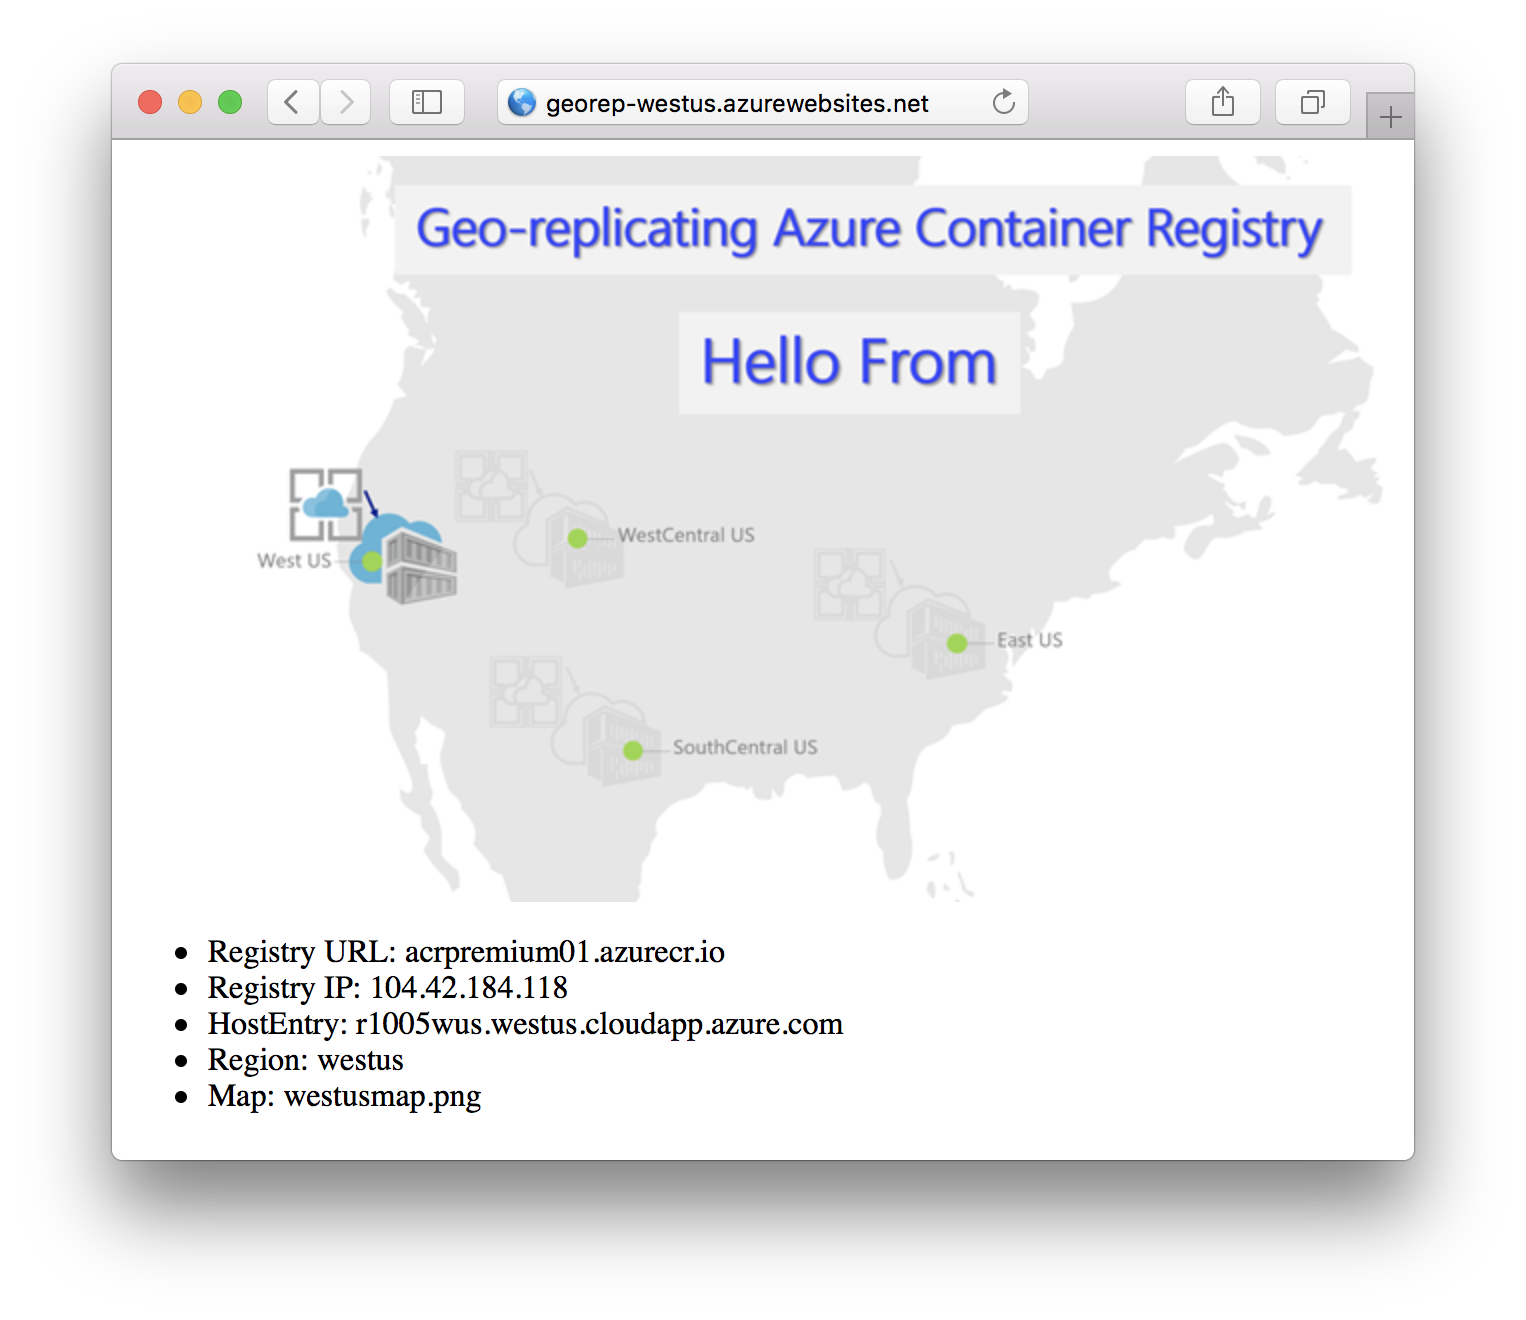 georep-westus.azurewebsites.net
Geo-replicating Azure Container Registry
Hello From
WestCentral US
West US
East US
SouthCentral US
Registry URL: acrpremium01.azurecr.io
Registry IP: 104.42.184.118
HostEntry: r1005wus.westus.cloudapp.azure.com
Region: westus
Map: westusmap.png